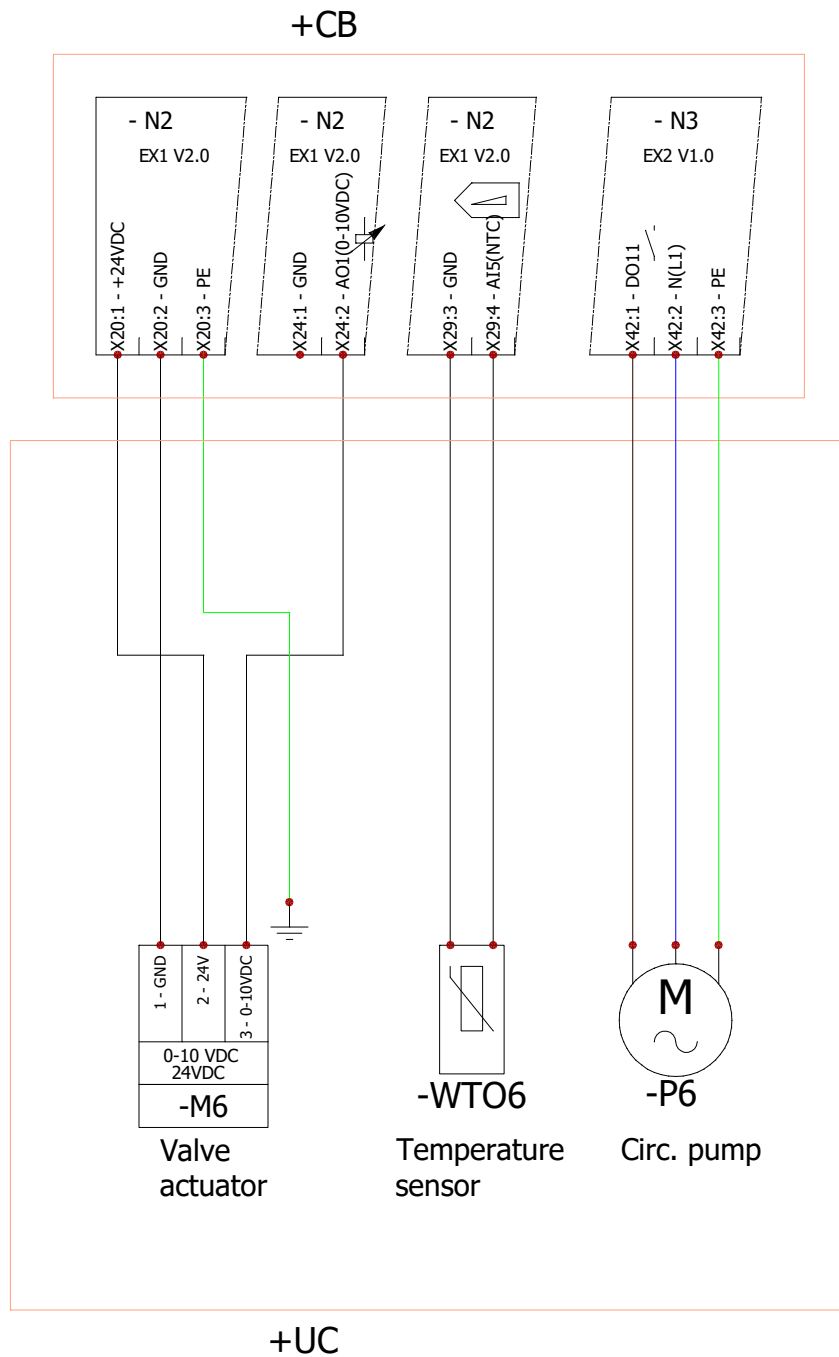 +CB
- N2
EX1 V2.0
X20:1 - +24VDC
X20:2 - GND
X20:3 - PE
- N2
EX1 V2.0
X24:1 - GND
X24:2 - AO1(0-10VDC)
- N2
EX1 V2.0
X29:3 - GND
X29:4 - AI5(NTC)
- N3
EX2 V1.0
X42:1 - DO11
X42:2 - N(L1)
X42:3 - PE
1 - GND
2 - 24V
3 - 0-10VDC
0-10 VDC
24VDC
-M6
Valve
actuator
-WTO6
Temperature
sensor
M
-P6
Circ. pump
+UC